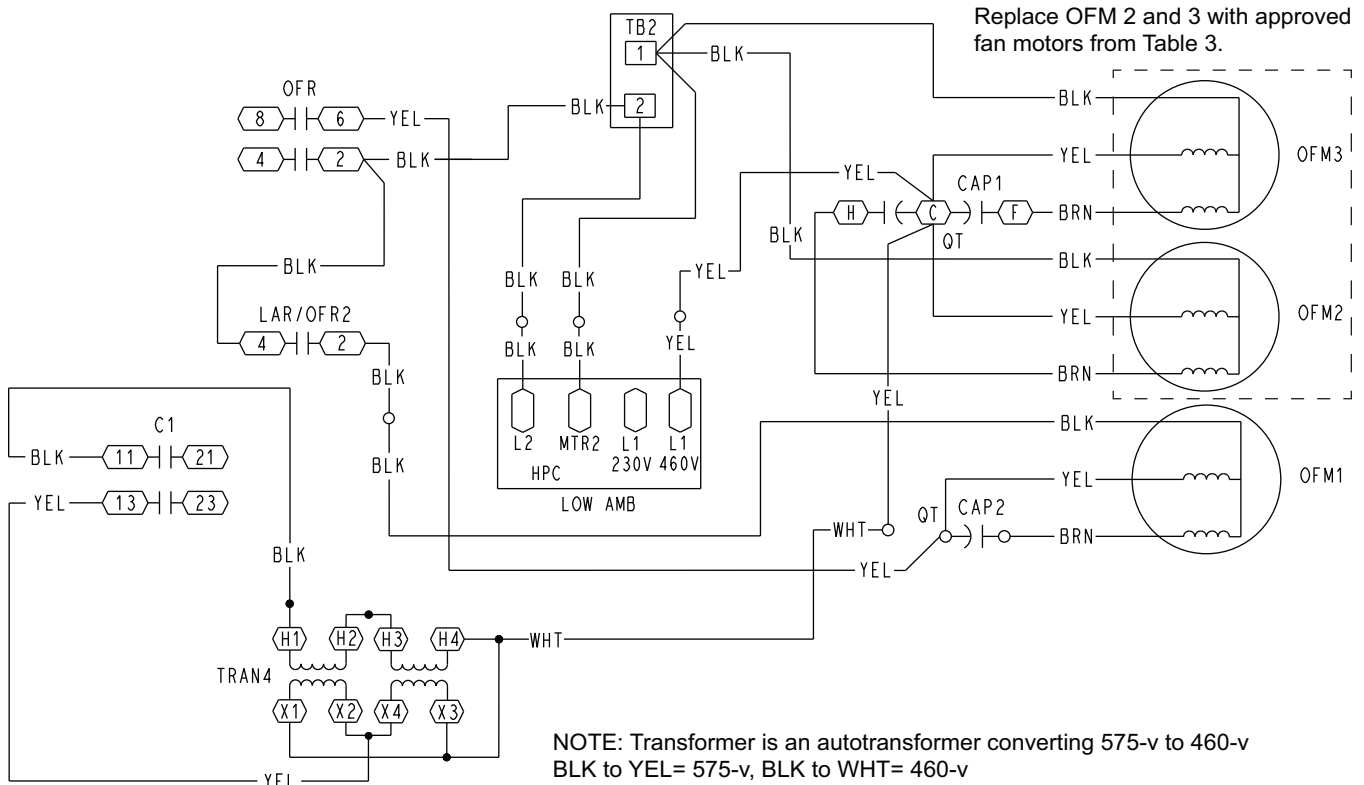 Replace OFM 2 and 3 with approved
fan motors from Table 3.
TB2
1
BLK
2
BLK
OFR
8 6 YEL
4 2 BLK
BLK
LAR/OFR2
4 2
BLK
BLK
BLK BLK
BLK BLK
YEL
YEL
YEL
CAP1
H C F BRN
QT
BLK
YEL
BLK
YEL
OFM3
BLK
YEL
OFM2
BRN
L2 MTR2 L1 L1
230V 460V
HPC
LOW AMB
C1
BLK 11 21
YEL 13 23
BLK
BLK
YEL
OFM1
QT CAP2
BRN
WHT
YEL
H1 H2 H3 H4 WHT
TRAN4
X1 X2 X4 X3
YEL
NOTE: Transformer is an autotransformer converting 575-v to 460-v
BLK to YEL= 575-v, BLK to WHT= 460-v